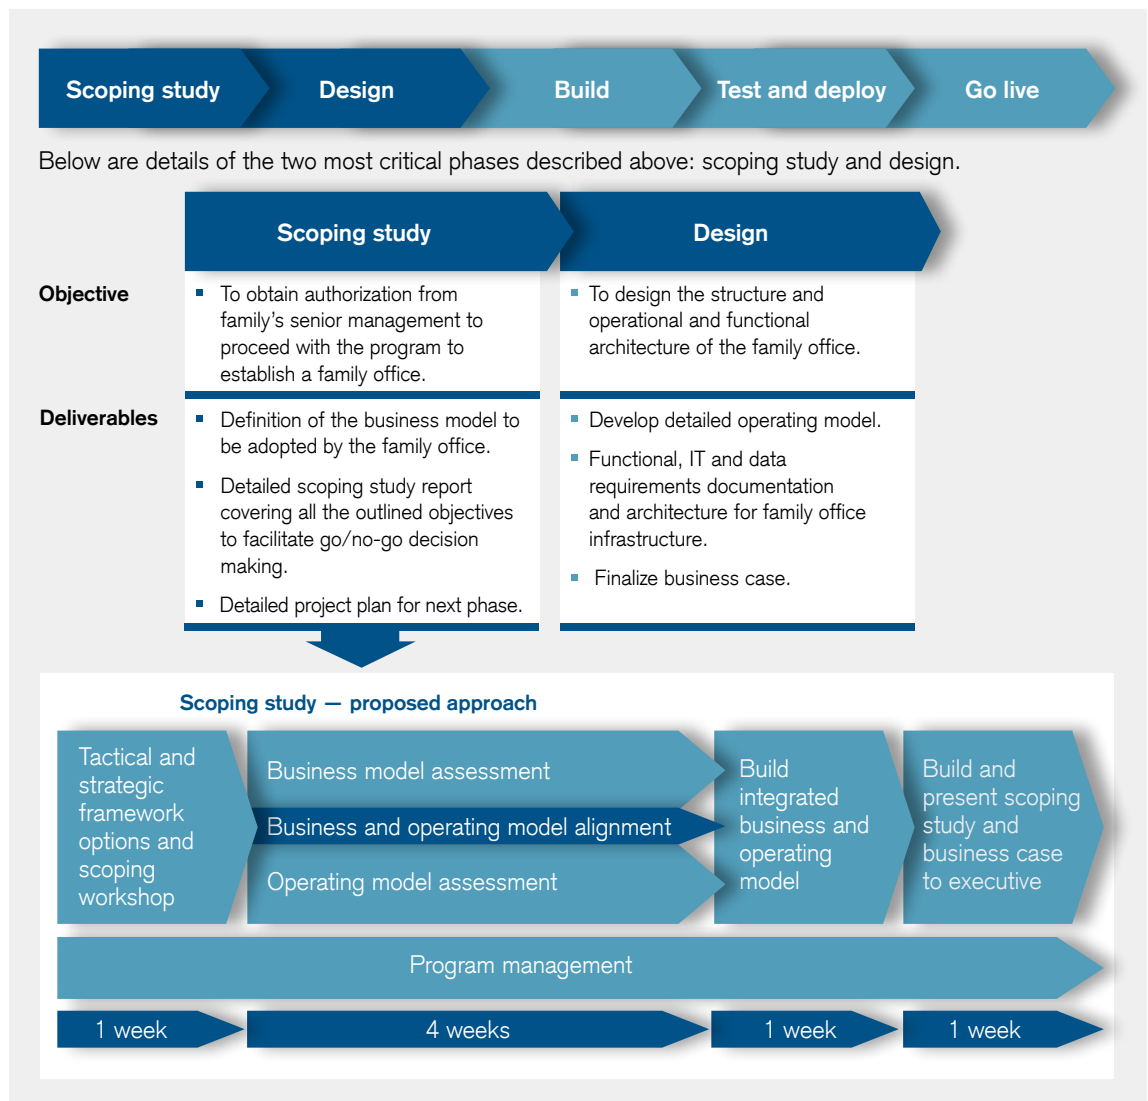 Scoping study
Design
Build
Test and deploy
Go live
Below are details of the two most critical phases described above: scoping study and design.
Scoping study
Design
Objective
▪ To obtain authorization from
family's senior management to
proceed with the program to
establish a family office.
▪ To design the structure and
operational and functional
architecture of the family office.
Deliverables
▪ Definition of the business model to
be adopted by the family office.
▪ Detailed scoping study report
covering all the outlined objectives
to facilitate go/no-go decision
making.
▪ Detailed project plan for next phase.
▪ Develop detailed operating model.
▪ Functional, IT and data
requirements documentation
and architecture for family office
infrastructure.
▪ Finalize business case.
Scoping study — proposed approach
Tactical and
strategic
framework
options and
scoping
workshop
Business model assessment
Business and operating model alignment
Operating model assessment
Build
integrated
business and
operating
model
Build and
present scoping
study and
business case
to executive
Program management
1 week
4 weeks
1 week
1 week